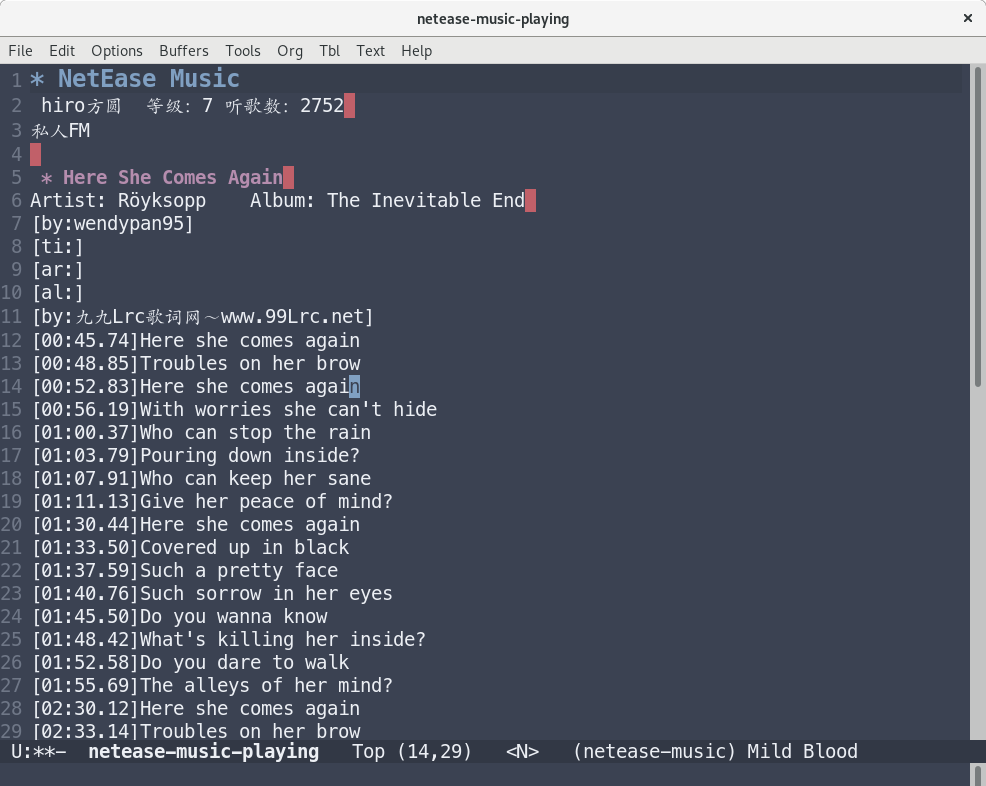 netease-music-playing ×
File Edit Options Buffers Tools Org Tbl Text Help
1 * NetEase Music
2 hiro方圆 等级: 7 听歌数: 2752
3 私人FM
4
5 * Here She Comes Again
6 Artist: Röyksopp Album: The Inevitable End
7 [by:wendypan95]
8 [ti:]
9 [ar:]
10 [al:]
11 [by:九九Lrc歌词网～www.99Lrc.net]
12 [00:45.74]Here she comes again
13 [00:48.85]Troubles on her brow
14 [00:52.83]Here she comes again
15 [00:56.19]With worries she can't hide
16 [01:00.37]Who can stop the rain
17 [01:03.79]Pouring down inside?
18 [01:07.91]Who can keep her sane
19 [01:11.13]Give her peace of mind?
20 [01:30.44]Here she comes again
21 [01:33.50]Covered up in black
22 [01:37.59]Such a pretty face
23 [01:40.76]Such sorrow in her eyes
24 [01:45.50]Do you wanna know
25 [01:48.42]What's killing her inside?
26 [01:52.58]Do you dare to walk
27 [01:55.69]The alleys of her mind?
28 [02:30.12]Here she comes again
29 [02:33.14]Troubles on her brow
U:**- netease-music-playing Top (14,29) <N> (netease-music) Mild Blood